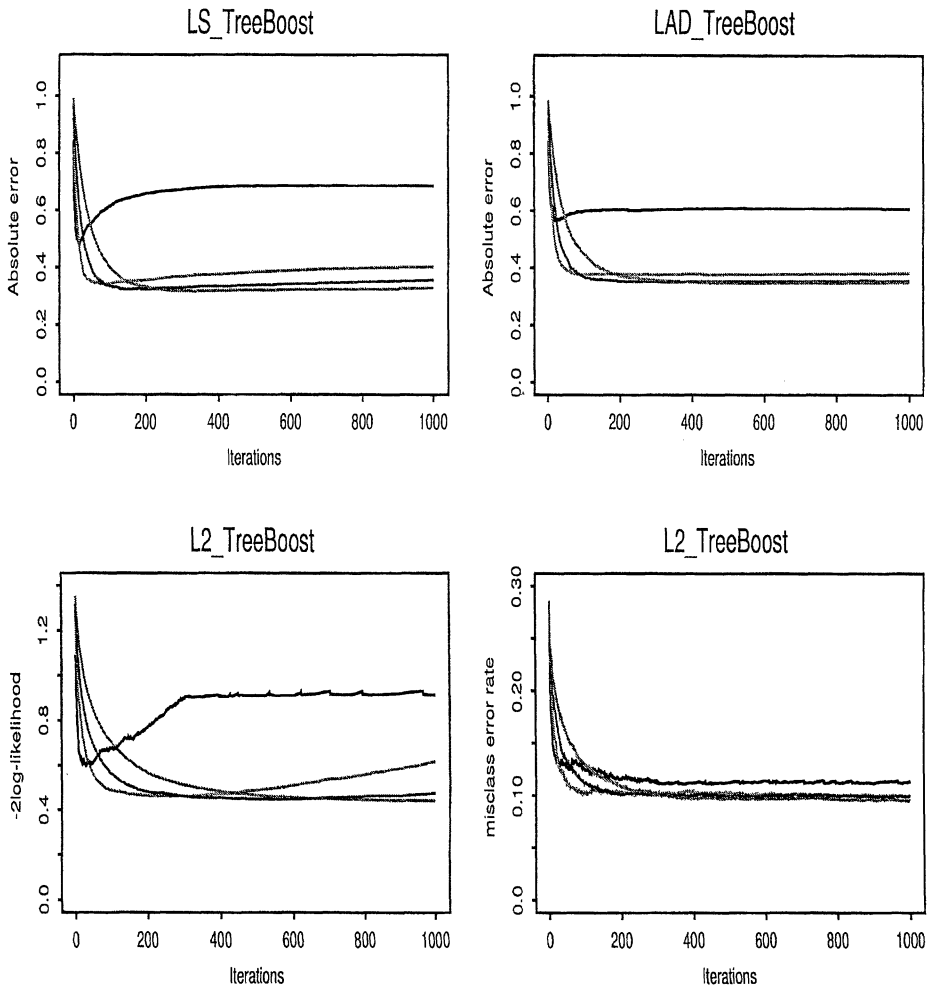 LS_TreeBoost
Absolute error
1.0
0.8
0.6
0.4
0.2
0.0
0 200 400 600 800 1000
Iterations
LAD_TreeBoost
Absolute error
1.0
0.8
0.6
0.4
0.2
0.0
0 200 400 600 800 1000
Iterations
L2_TreeBoost
-2log-likelihood
1.2
0.8
0.4
0.0
0 200 400 600 800 1000
Iterations
L2_TreeBoost
misclass error rate
0.30
0.20
0.10
0.0
0 200 400 600 800 1000
Iterations